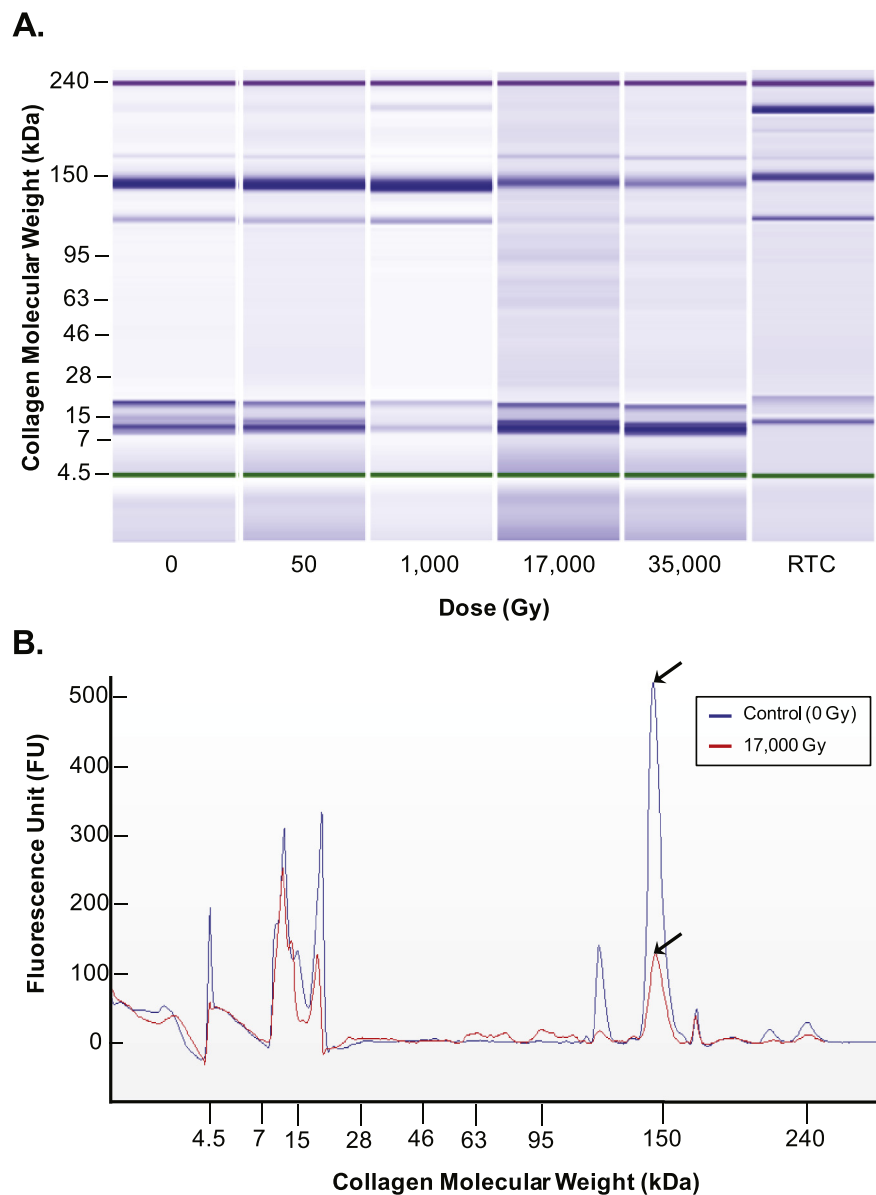 A.
Collagen Molecular Weight (kDa)
240
150
95
63
46
28
15
7
4.5
0 50 1,000 17,000 35,000 RTC
Dose (Gy)
B.
Fluorescence Unit (FU)
500
400
300
200
100
0
Control (0 Gy)
17,000 Gy
4.5 7 15 28 46 63 95 150 240
Collagen Molecular Weight (kDa)